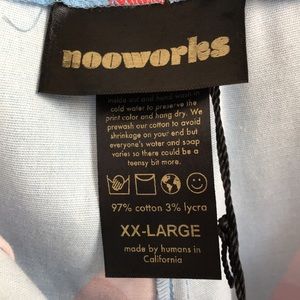 nooworks
inside out and hand wash in
cold water to preserve the
print color and hang dry. We
prewash our cotton to avoid
shrinkage on your end but
everyone's water and soap
varies so there could be a
teensy bit more.
97% cotton 3% lycra
XX-LARGE
made by humans in
California